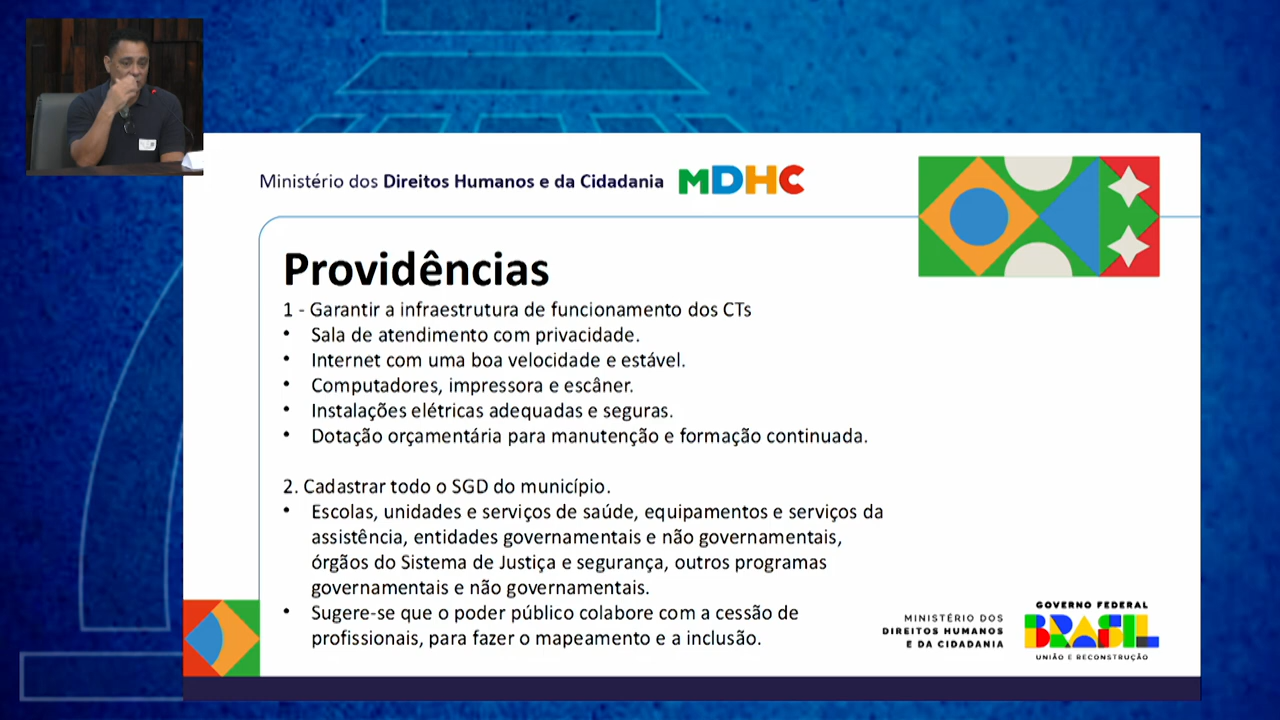 Ministério dos Direitos Humanos e da Cidadania MDHC
Providências
1 - Garantir a infraestrutura de funcionamento dos CTs
• Sala de atendimento com privacidade.
• Internet com uma boa velocidade e estável.
• Computadores, impressora e escâner.
• Instalações elétricas adequadas e seguras.
• Dotação orçamentária para manutenção e formação continuada.
2. Cadastrar todo o SGD do município.
• Escolas, unidades e serviços de saúde, equipamentos e serviços da
assistência, entidades governamentais e não governamentais,
órgãos do Sistema de Justiça e segurança, outros programas
governamentais e não governamentais.
• Sugere-se que o poder público colabore com a cessão de
profissionais, para fazer o mapeamento e a inclusão.
MINISTÉRIO DOS
DIREITOS HUMANOS
E DA CIDADANIA
GOVERNO FEDERAL
BRASIL
UNIÃO E RECONSTRUÇÃO